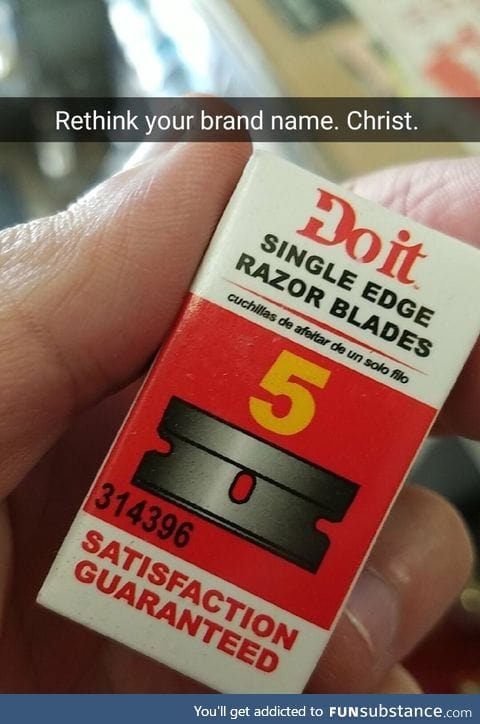 Rethink your brand name. Christ.
Do it
SINGLE EDGE
RAZOR BLADES
cuchillas de afeitar de un solo filo
5
314396
SATISFACTION
GUARANTEED
You'll get addicted to FUNsubstance.com